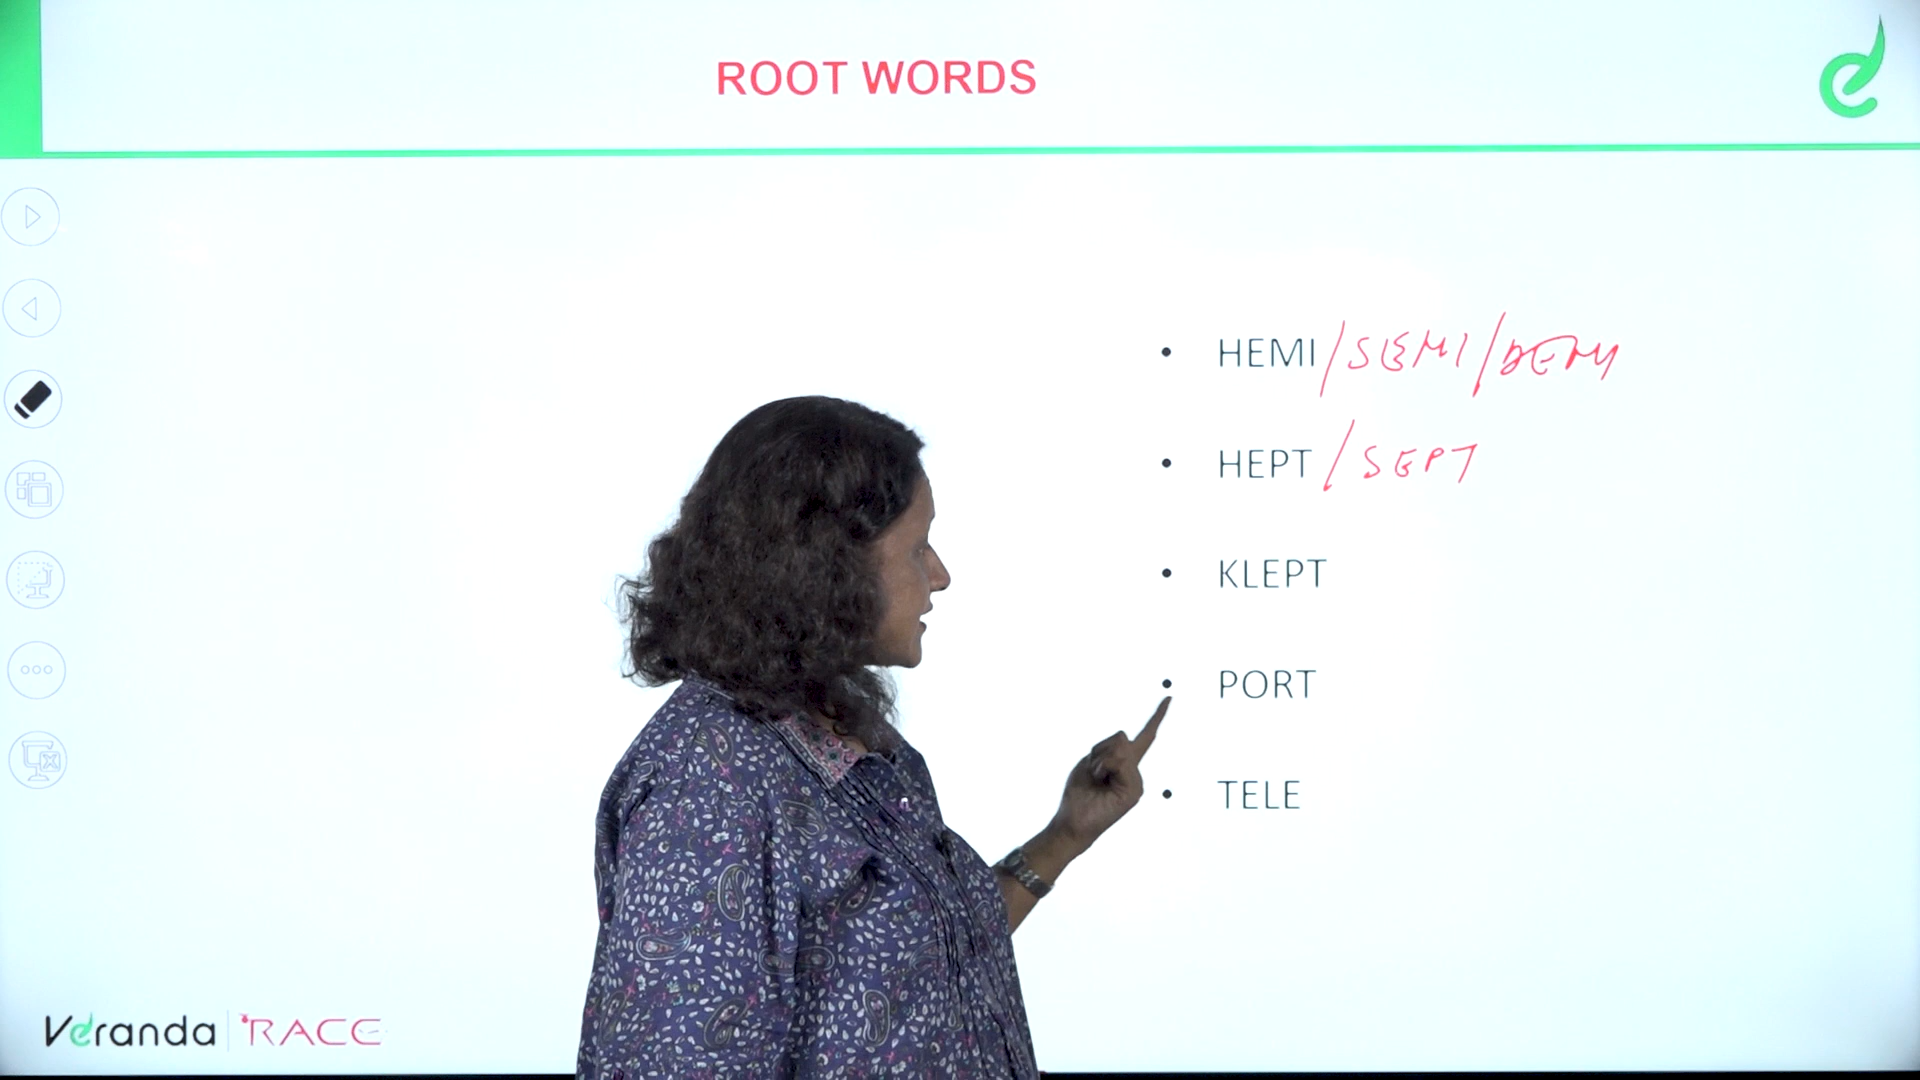 ROOT WORDS
• HEMI/SEMI/DEMI
• HEPT/SEPT
• KLEPT
• PORT
• TELE
Veranda RACE